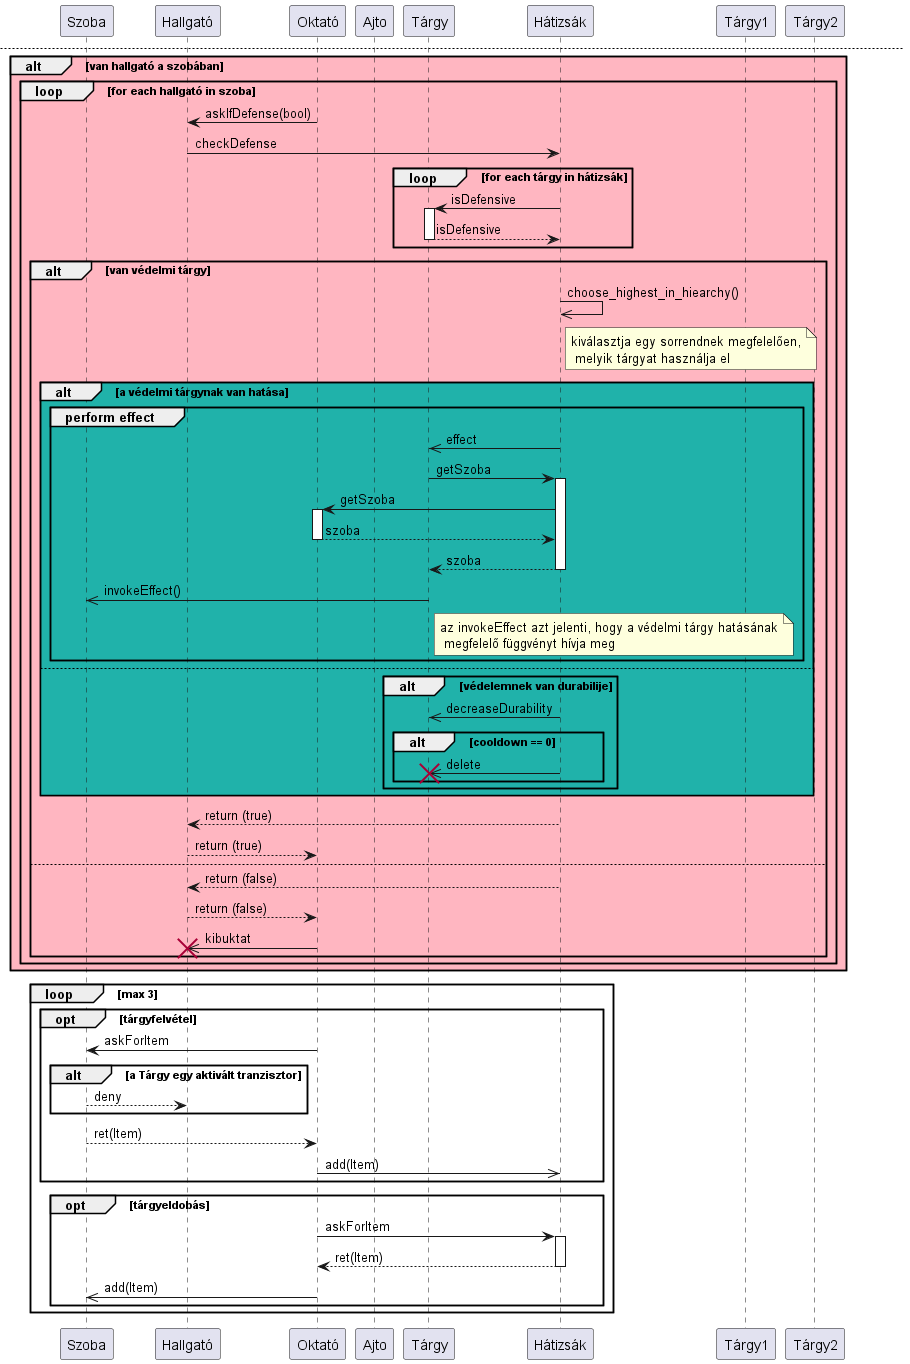 Szoba Hallgató Oktató Ajto Tárgy Hátizsák Tárgy1 Tárgy2
alt [van hallgató a szobában]
loop [for each hallgató in szoba]
askIfDefense(bool)
checkDefense
loop [for each tárgy in hátizsák]
isDefensive
isDefensive
alt [van védelmi tárgy]
choose_highest_in_hiearchy()
kiválasztja egy sorrendnek megfelelően,
melyik tárgyat használja el
alt [a védelmi tárgynak van hatása]
perform effect
effect
getSzoba
getSzoba
szoba
szoba
invokeEffect()
az invokeEffect azt jelenti, hogy a védelmi tárgy hatásának
megfelelő függvényt hívja meg
alt [védelemnek van durabilije]
decreaseDurability
alt [cooldown == 0]
delete
return (true)
return (true)
return (false)
return (false)
kibuktat
loop [max 3]
opt [tárgyfelvétel]
askForItem
alt [a Tárgy egy aktivált tranzisztor]
deny
ret(Item)
add(Item)
opt [tárgyeldobás]
askForItem
ret(Item)
add(Item)
Szoba Hallgató Oktató Ajto Tárgy Hátizsák Tárgy1 Tárgy2